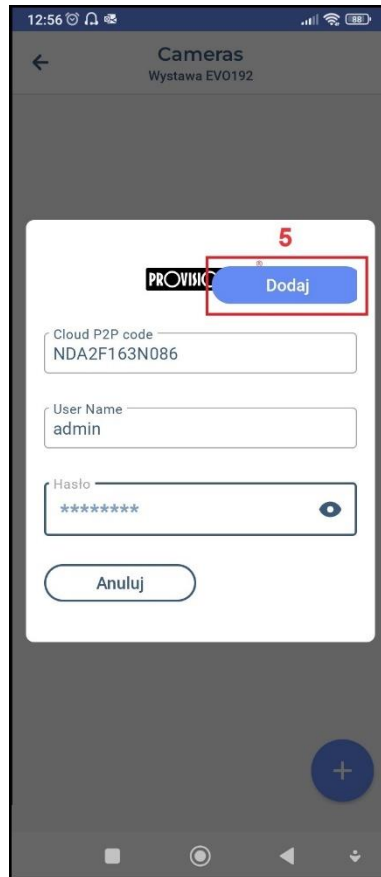 12:56
88
Cameras
Wystawa EVO192
5
Dodaj
Cloud P2P code
NDA2F163N086
User Name
admin
Hasło
********
Anuluj
+